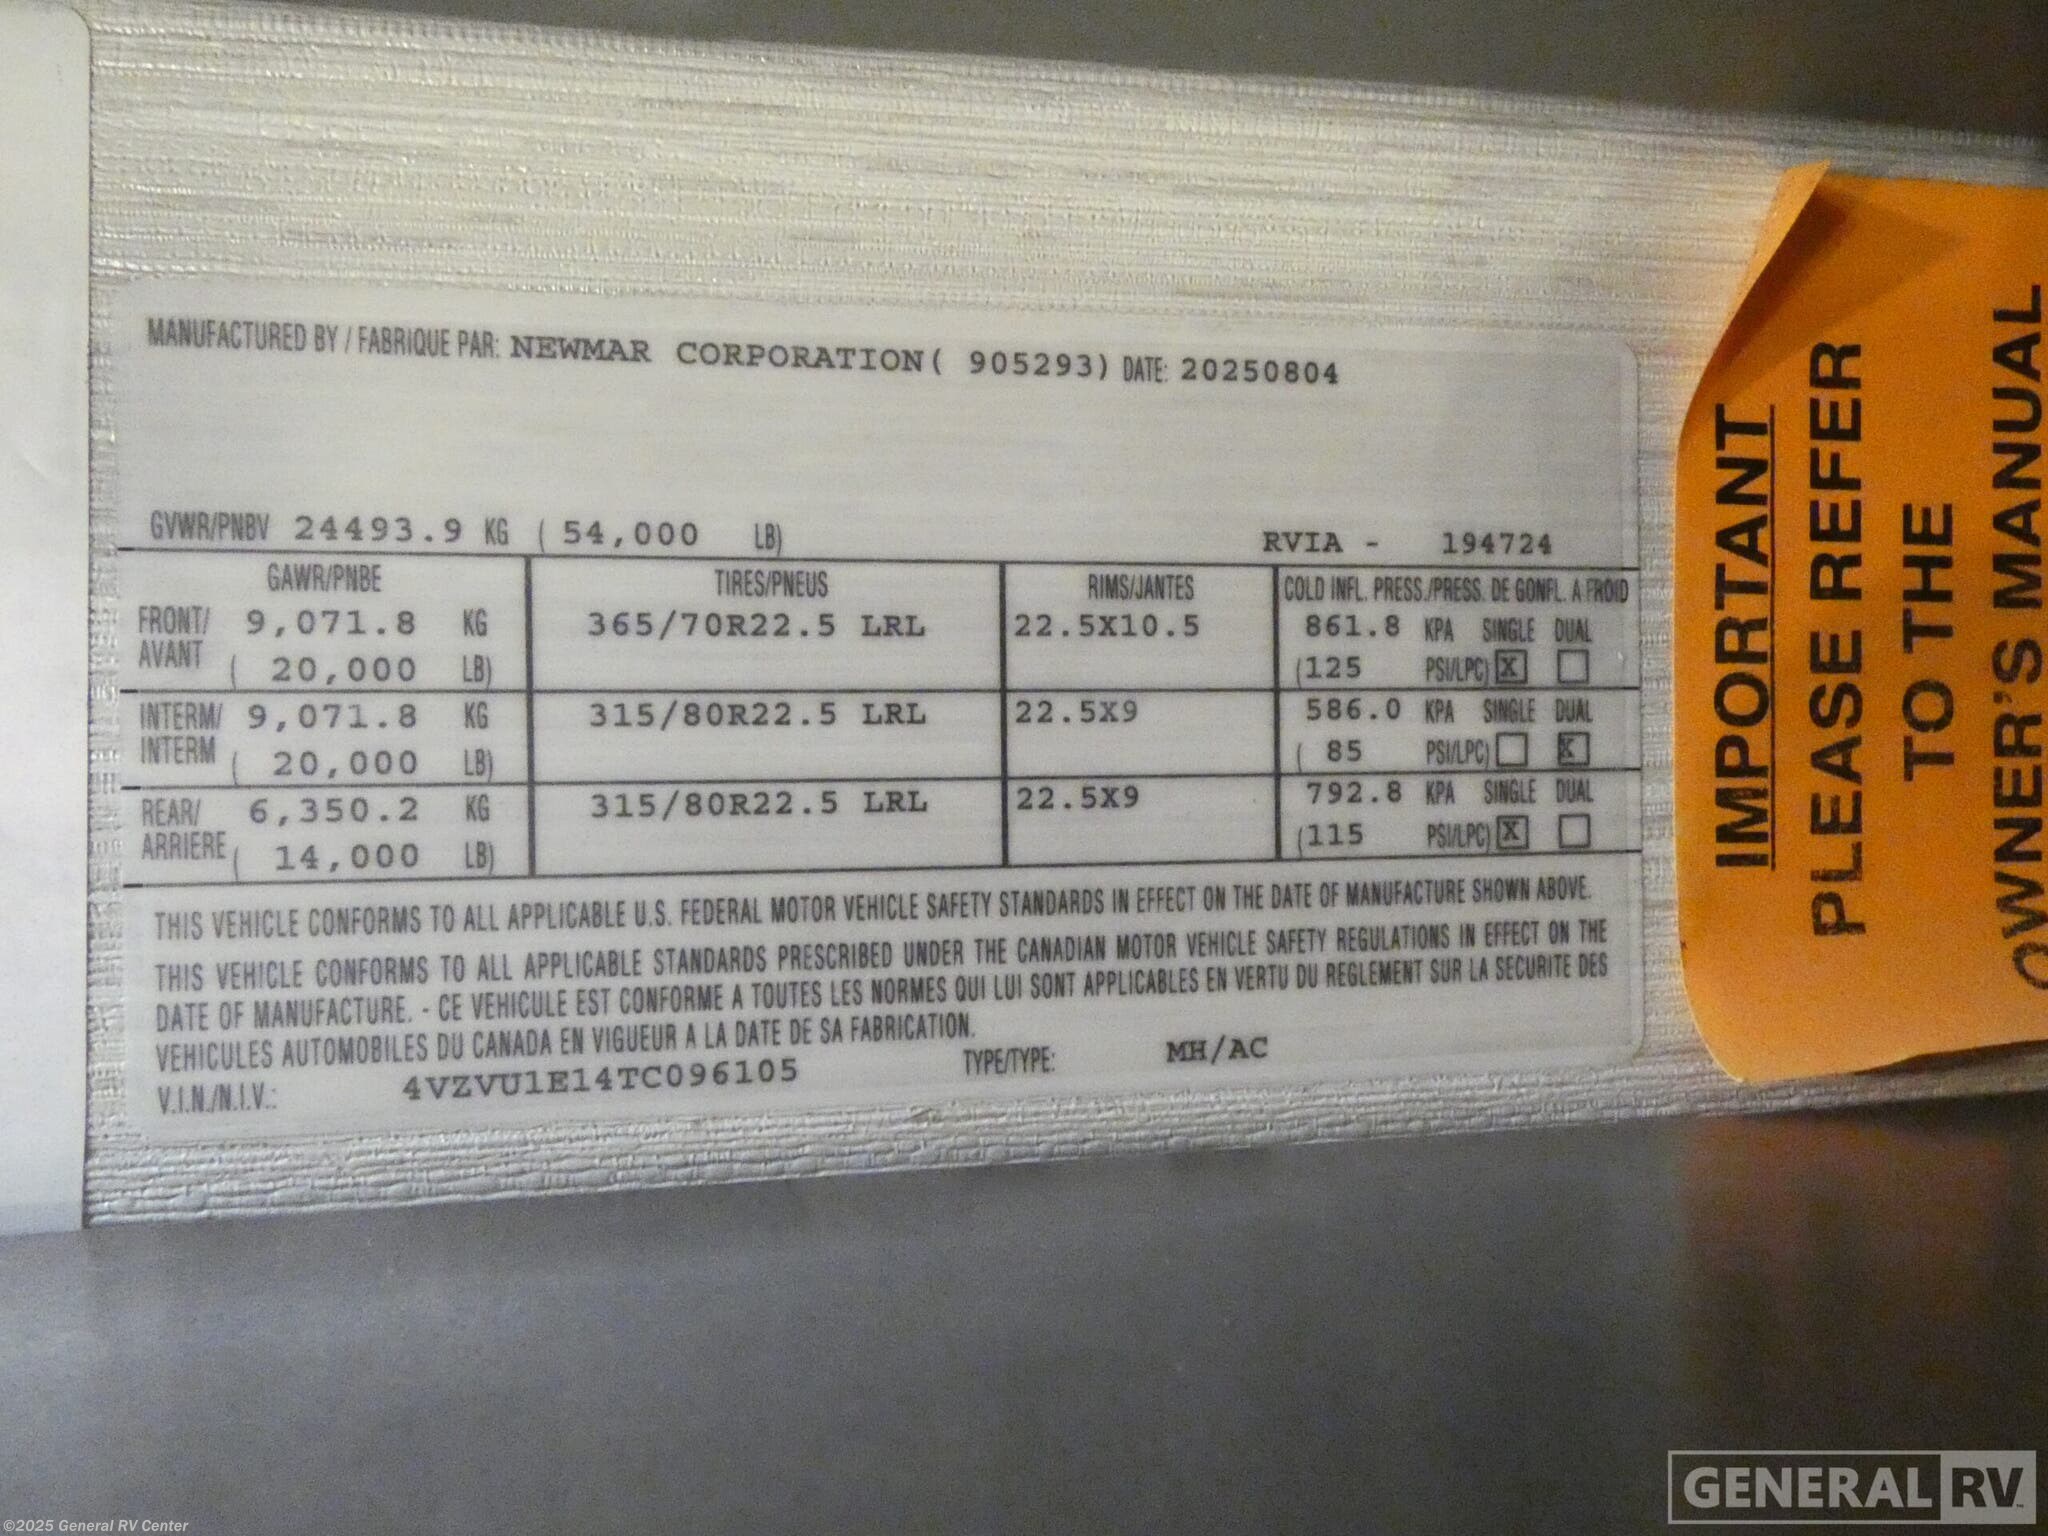 MANUFACTURED BY / FABRIQUE PAR: NEWMAR CORPORATION( 905293) DATE: 20250804
GVWR/PNBV 24493.9 KG ( 54,000 LB) RVIA - 194724
GAWR/PNBE TIRES/PNEUS RIMS/JANTES COLD INFL. PRESS./PRESS. DE GONFL. A FROID
FRONT/ 9,071.8 KG 365/70R22.5 LRL 22.5X10.5 861.8 KPA SINGLE DUAL
AVANT ( 20,000 LB) (125 PSI/LPC) X
INTERM/ 9,071.8 KG 315/80R22.5 LRL 22.5X9 586.0 KPA SINGLE DUAL
INTERM ( 20,000 LB) ( 85 PSI/LPC) X
REAR/ 6,350.2 KG 315/80R22.5 LRL 22.5X9 792.8 KPA SINGLE DUAL
ARRIERE ( 14,000 LB) (115 PSI/LPC) X
THIS VEHICLE CONFORMS TO ALL APPLICABLE U.S. FEDERAL MOTOR VEHICLE SAFETY STANDARDS IN EFFECT ON THE DATE OF MANUFACTURE SHOWN ABOVE.
THIS VEHICLE CONFORMS TO ALL APPLICABLE STANDARDS PRESCRIBED UNDER THE CANADIAN MOTOR VEHICLE SAFETY REGULATIONS IN EFFECT ON THE
DATE OF MANUFACTURE. - CE VEHICULE EST CONFORME A TOUTES LES NORMES QUI LUI SONT APPLICABLES EN VERTU DU REGLEMENT SUR LA SECURITE DES
VEHICULES AUTOMOBILES DU CANADA EN VIGUEUR A LA DATE DE SA FABRICATION.
V.I.N./N.I.V.: 4VZVU1E14TC096105 TYPE/TYPE: MH/AC
IMPORTANT
PLEASE REFER
TO THE
OWNER'S MANUAL
GENERAL RV
©2025 General RV Center